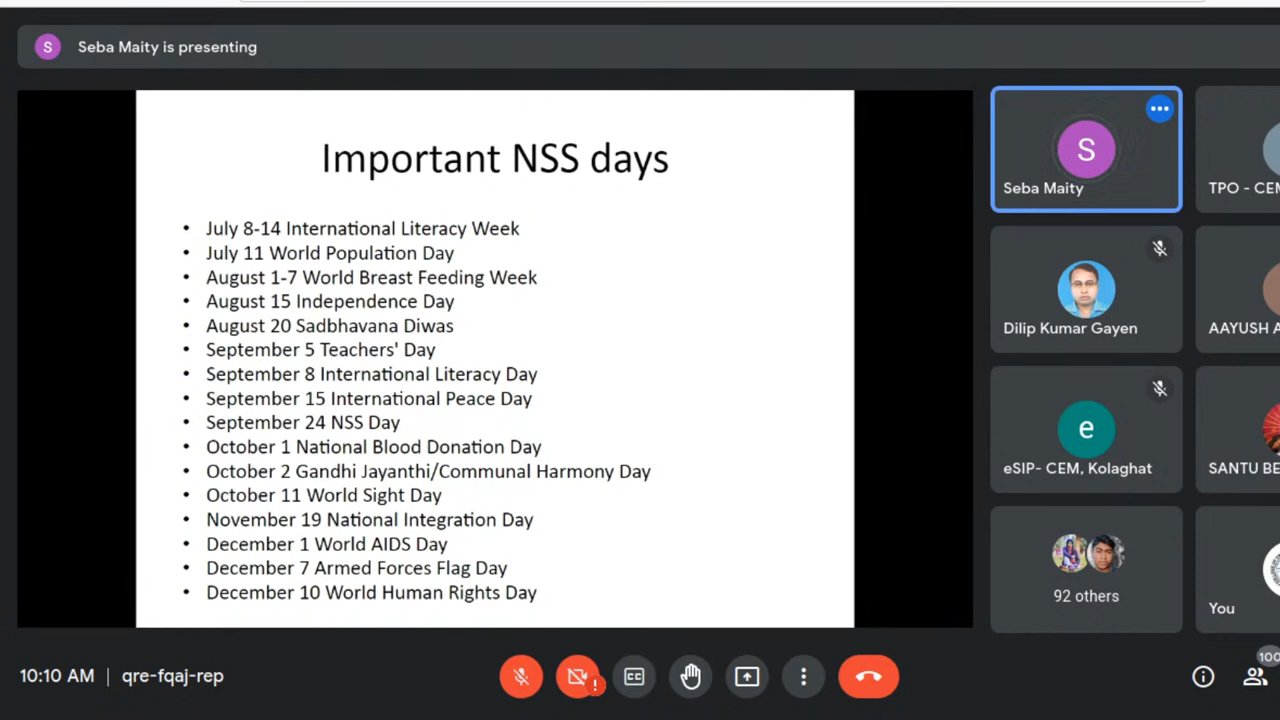 S Seba Maity is presenting
Important NSS days
• July 8-14 International Literacy Week
• July 11 World Population Day
• August 1-7 World Breast Feeding Week
• August 15 Independence Day
• August 20 Sadbhavana Diwas
• September 5 Teachers' Day
• September 8 International Literacy Day
• September 15 International Peace Day
• September 24 NSS Day
• October 1 National Blood Donation Day
• October 2 Gandhi Jayanthi/Communal Harmony Day
• October 11 World Sight Day
• November 19 National Integration Day
• December 1 World AIDS Day
• December 7 Armed Forces Flag Day
• December 10 World Human Rights Day
S
Seba Maity
TPO - CEM
Dilip Kumar Gayen
AAYUSH A
e
eSIP- CEM, Kolaghat
SANTU BE
92 others
You
10:10 AM | qre-fqaj-rep
CC
!
100